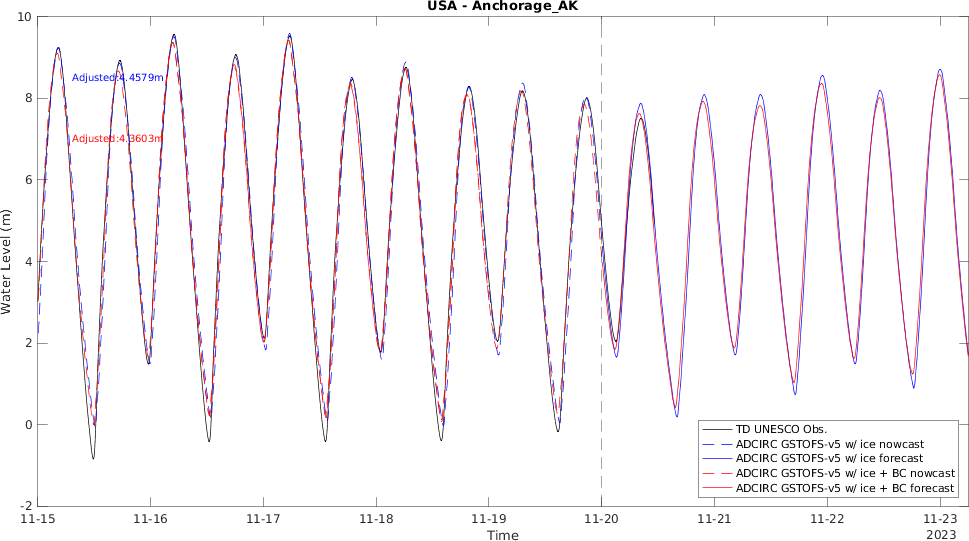 USA - Anchorage_AK
10
8
6
4
2
0
-2
Water Level (m)
Adjusted:4.4579m
Adjusted:4.3603m
TD UNESCO Obs.
ADCIRC GSTOFS-v5 w/ ice nowcast
ADCIRC GSTOFS-v5 w/ ice forecast
ADCIRC GSTOFS-v5 w/ ice + BC nowcast
ADCIRC GSTOFS-v5 w/ ice + BC forecast
11-15 11-16 11-17 11-18 11-19 11-20 11-21 11-22 11-23
Time
2023